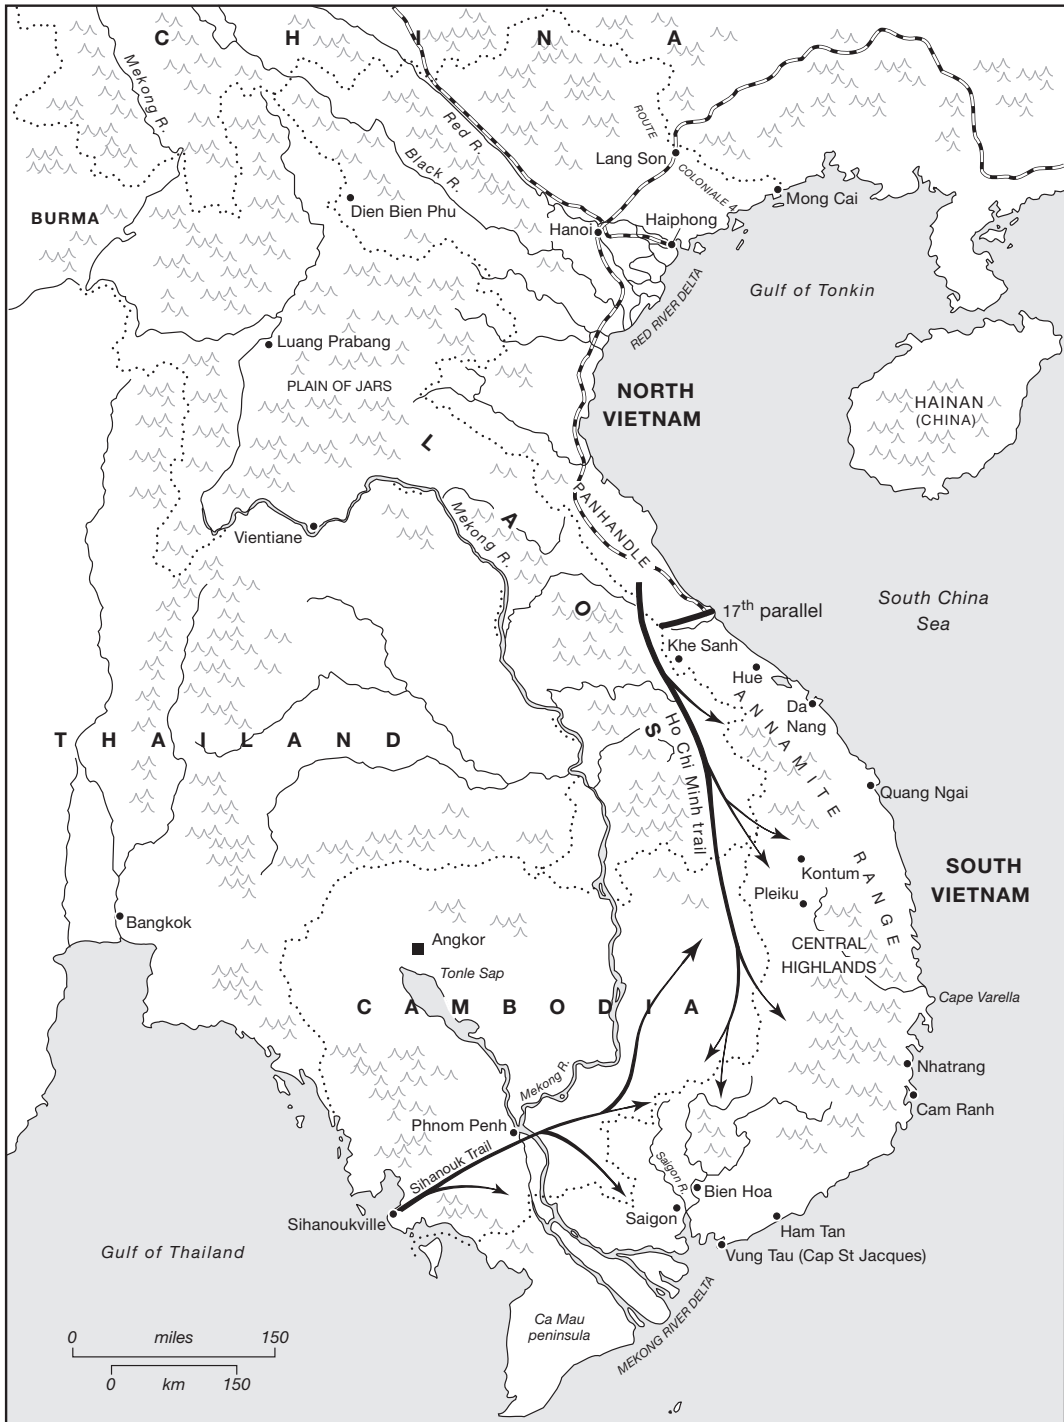 C H I N A
Mekong R.
Red R.
Black R.
ROUTE
COLONIALE 4
Lang Son
Mong Cai
BURMA
Dien Bien Phu
Hanoi
Haiphong
RED RIVER DELTA
Gulf of Tonkin
Luang Prabang
PLAIN OF JARS
NORTH
VIETNAM
HAINAN
(CHINA)
L A O S
PANHANDLE
Vientiane
Mekong R.
17th parallel
South China
Sea
Khe Sanh
Hue
Da
Nang
ANNAMITE RANGE
Ho Chi Minh trail
T H A I L A N D
Quang Ngai
Kontum
Pleiku
SOUTH
VIETNAM
Bangkok
Angkor
Tonle Sap
CENTRAL
HIGHLANDS
C A M B O D I A
Cape Varella
Nhatrang
Cam Ranh
Mekong R.
Phnom Penh
Sihanouk Trail
Saigon R.
Bien Hoa
Sihanoukville
Saigon
Ham Tan
Vung Tau (Cap St Jacques)
Gulf of Thailand
Ca Mau
peninsula
MEKONG RIVER DELTA
0 miles 150
0 km 150